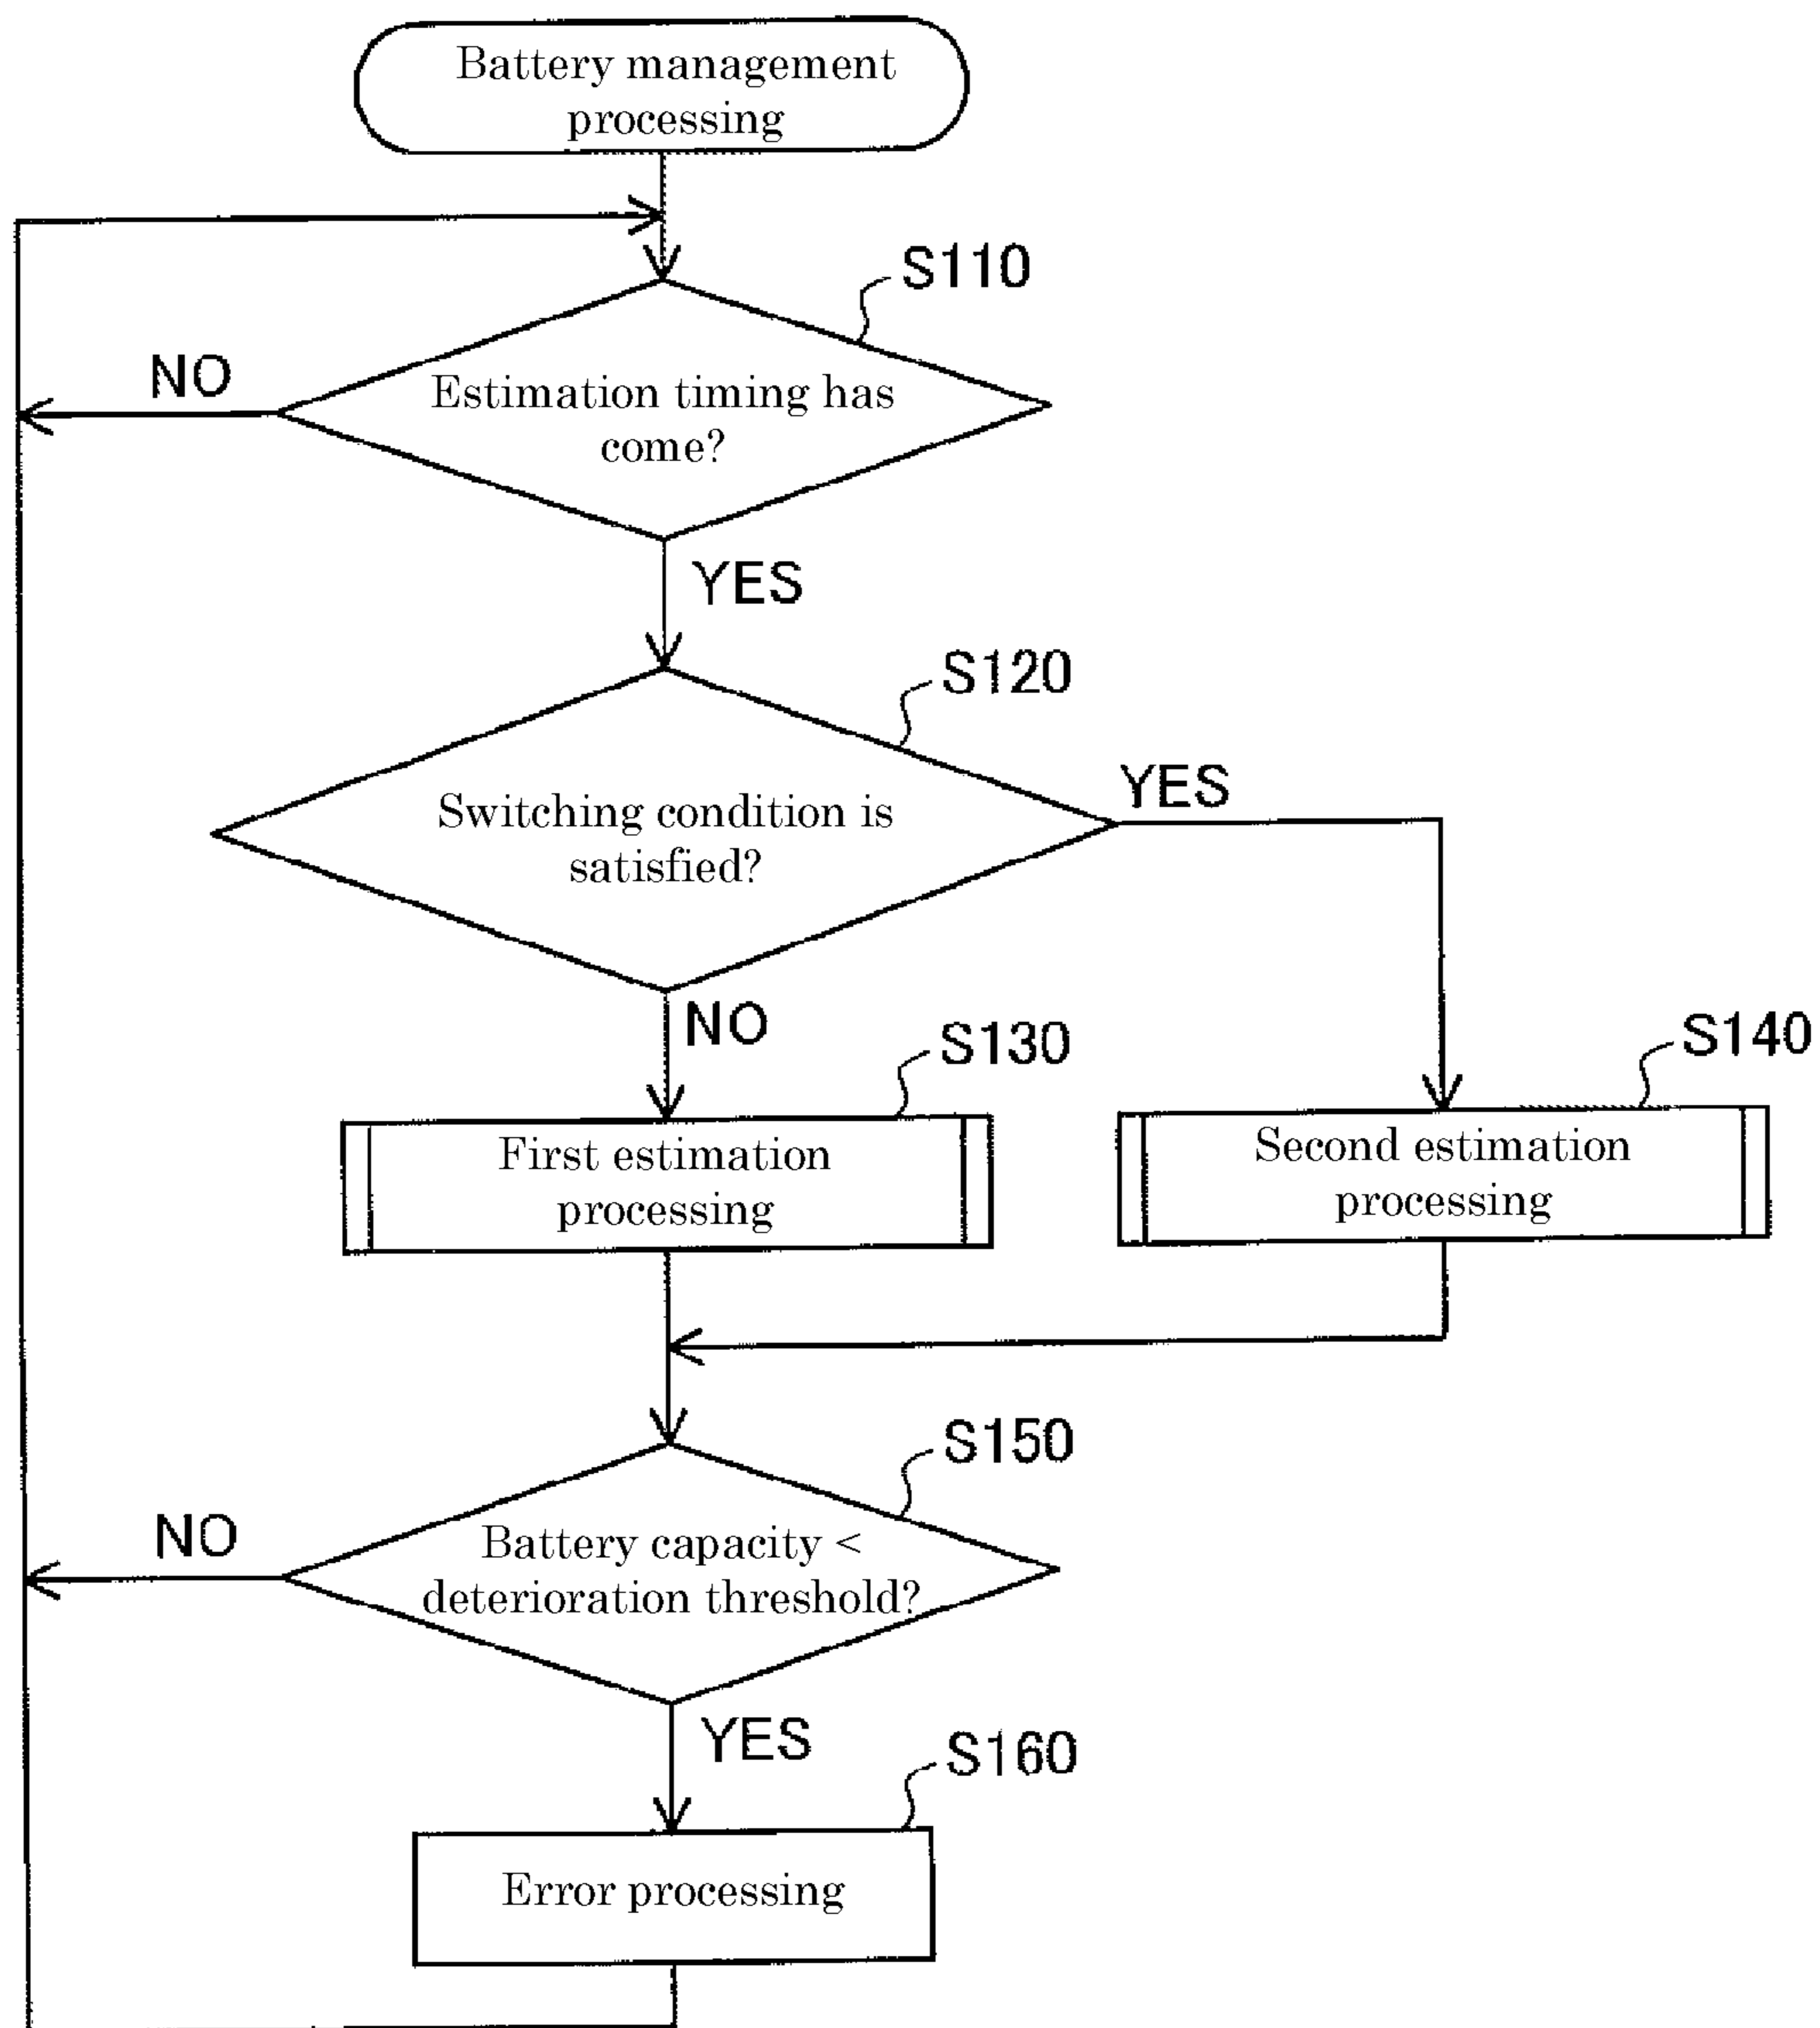 Battery management
processing
S110
NO
Estimation timing has
come?
YES
S120
YES
Switching condition is
satisfied?
NO
S130
S140
First estimation
processing
Second estimation
processing
S150
NO
Battery capacity <
deterioration threshold?
YES
S160
Error processing